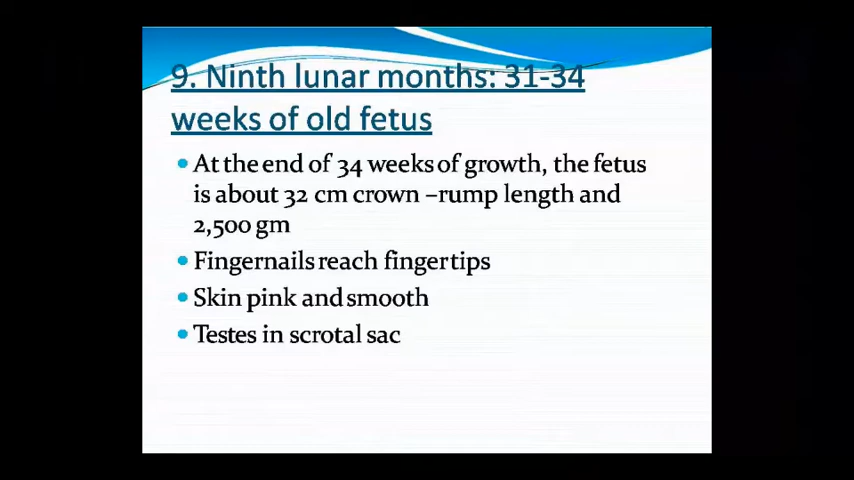 9. Ninth lunar months: 31-34
weeks of old fetus
At the end of 34 weeks of growth, the fetus
is about 32 cm crown –rump length and
2,500 gm
Fingernails reach fingertips
Skin pink and smooth
Testes in scrotal sac